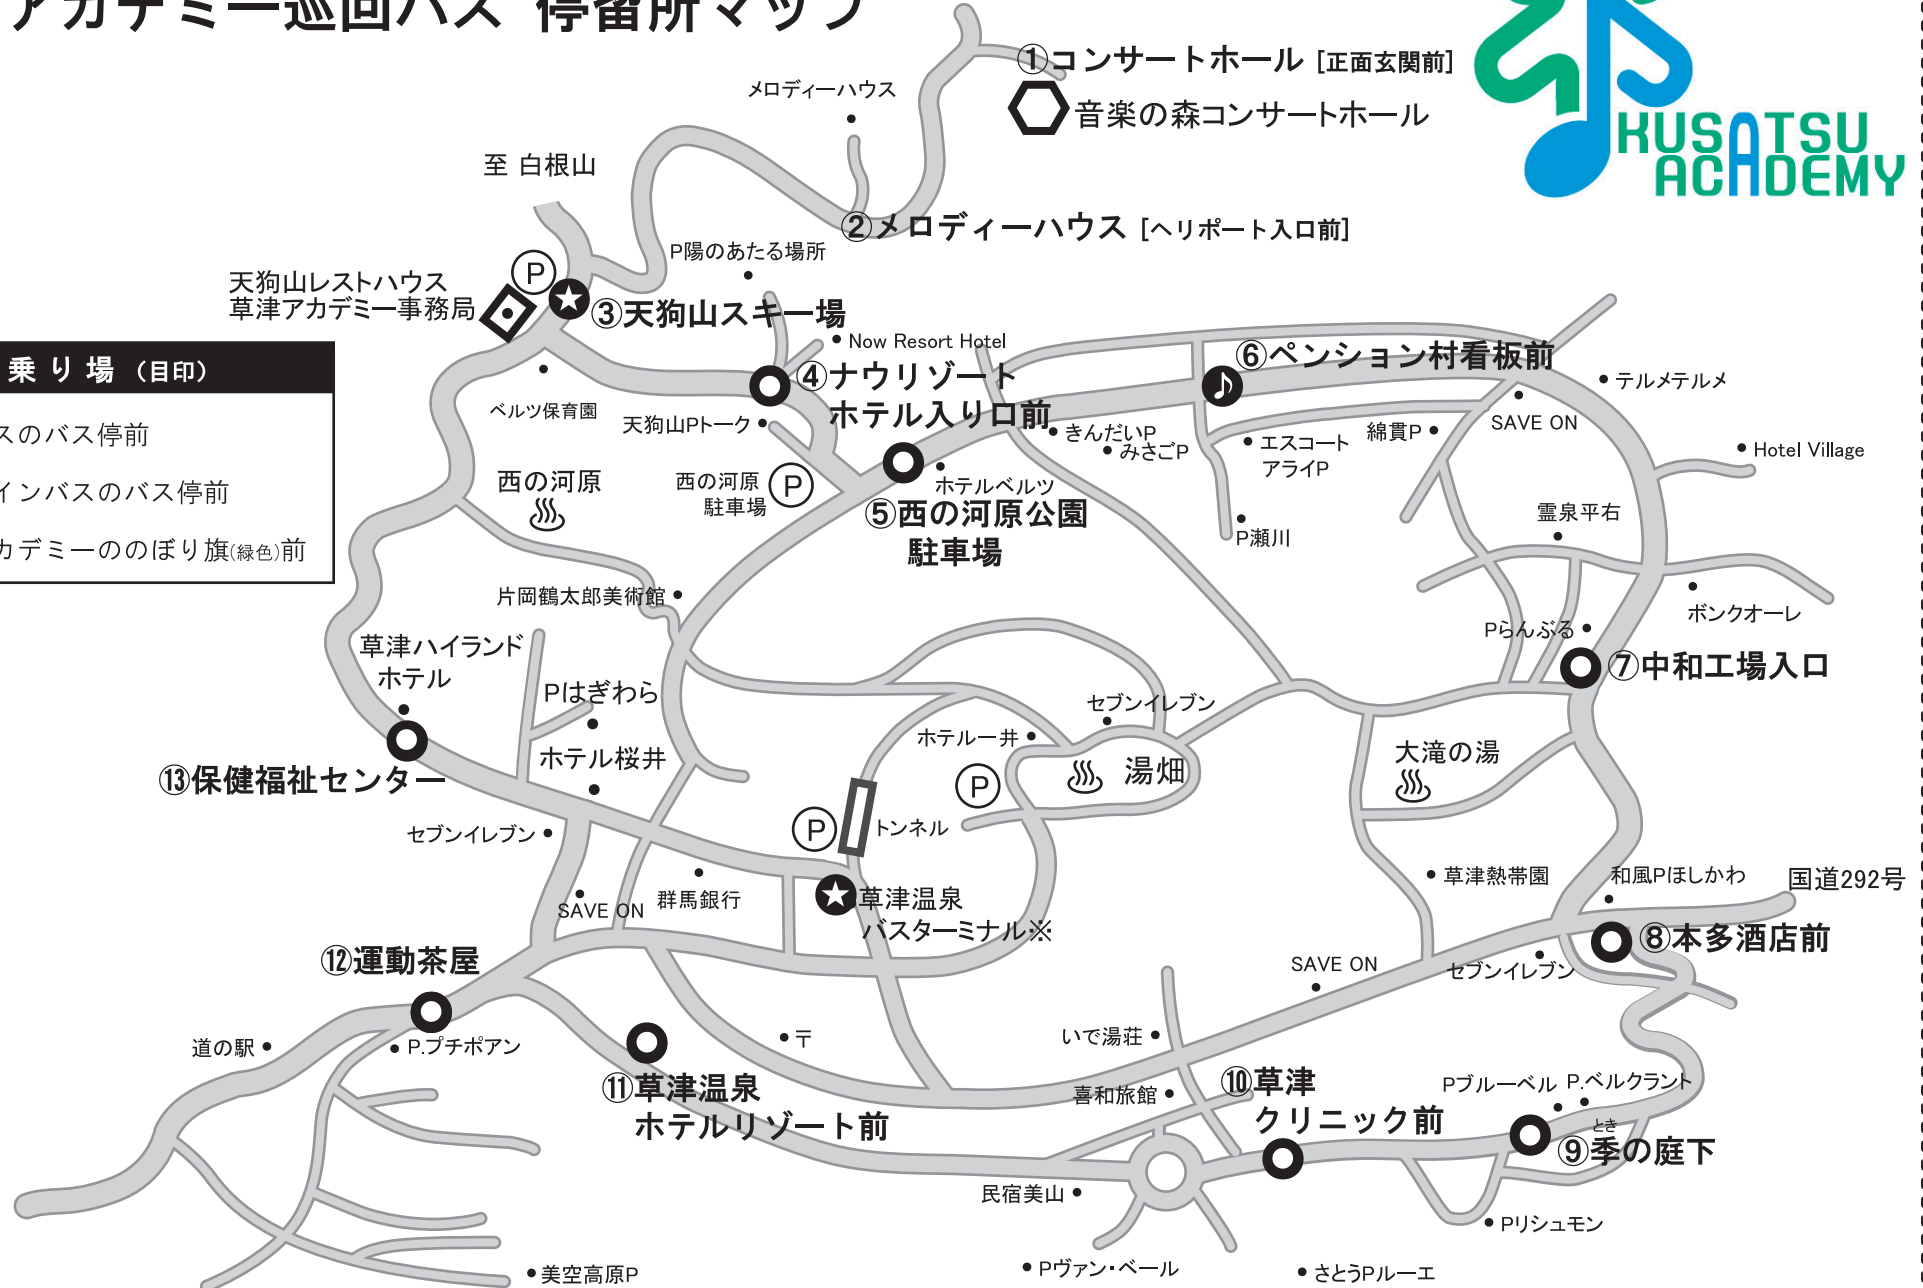 アカデミー巡回バス 停留所マップ
①コンサートホール [正面玄関前]
音楽の森コンサートホール
KUSATSU
ACADEMY
メロディーハウス
至 白根山
②メロディーハウス [ヘリポート入口前]
P陽のあたる場所
天狗山レストハウス
草津アカデミー事務局
P
③天狗山スキー場
Now Resort Hotel
④ナウリゾート
ホテル入り口前
⑥ペンション村看板前
乗り場 (目印)
スのバス停前
インバスのバス停前
カデミーののぼり旗(緑色)前
ベルツ保育園
天狗山Pトーク
きんだいP
みさごP
エスコート
アライP
綿貫P
SAVE ON
テルメテルメ
Hotel Village
西の河原
西の河原
駐車場
P
ホテルベルツ
⑤西の河原公園
駐車場
P瀬川
霊泉平右
片岡鶴太郎美術館
ボンクオーレ
Pらんぶる
⑦中和工場入口
草津ハイランド
ホテル
Pはぎわら
ホテル桜井
セブンイレブン
ホテル一井
P
湯畑
大滝の湯
⑬保健福祉センター
セブンイレブン
P
トンネル
SAVE ON
群馬銀行
草津温泉
バスターミナル※
草津熱帯園
和風Pほしかわ
国道292号
⑧本多酒店前
セブンイレブン
SAVE ON
⑫運動茶屋
道の駅
P.プチポアン
〒
⑪草津温泉
ホテルリゾート前
いで湯荘
喜和旅館
⑩草津
クリニック前
Pブルーベル
P.ベルクラント
とき
⑨季の庭下
民宿美山
Pリシュモン
美空高原P
Pヴァン・ベール
さとうPルーエ